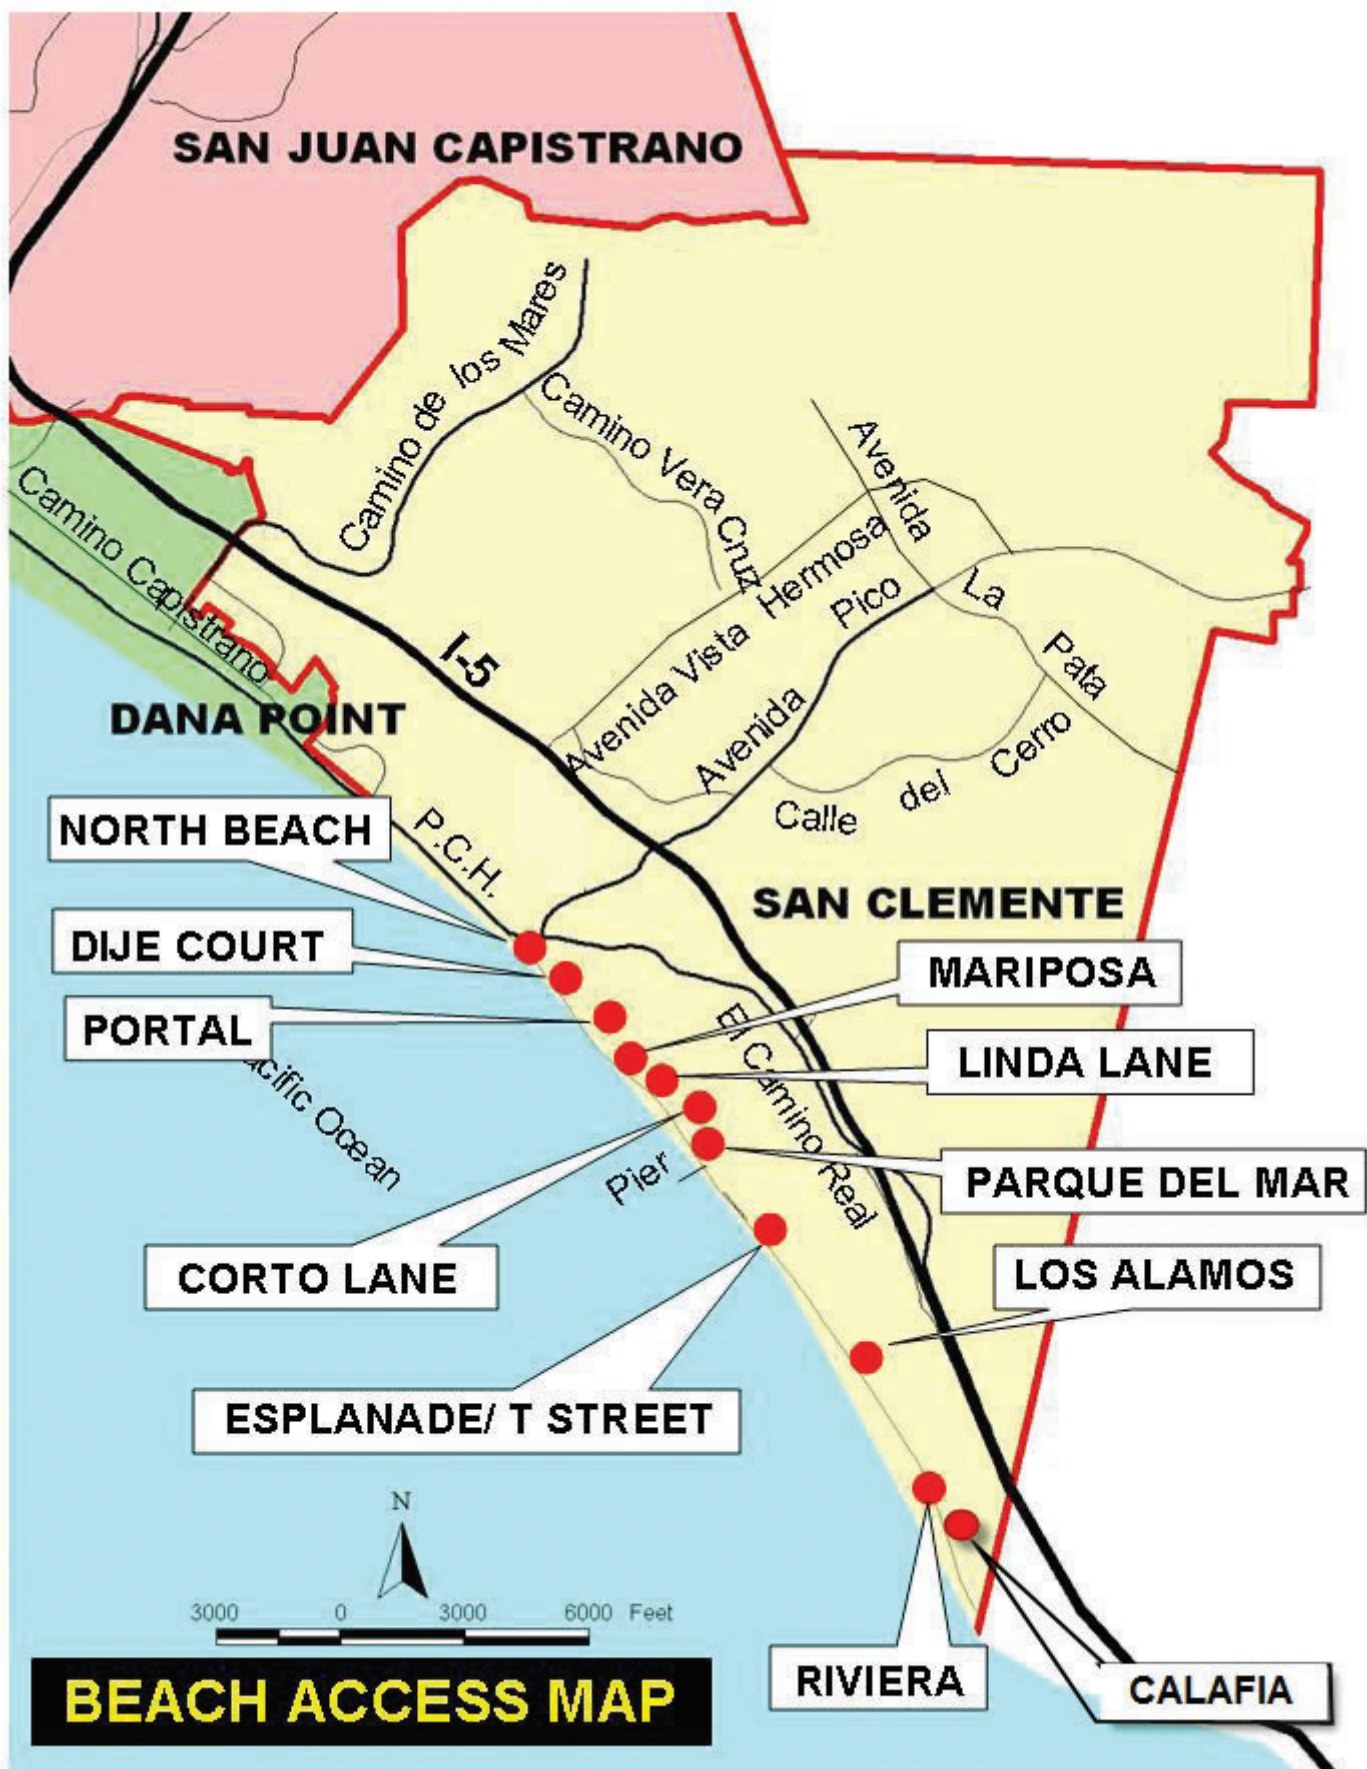 SAN JUAN CAPISTRANO
Camino de los Mares
Camino Vera Cruz
Avenida La Pata
Avenida Vista Hermosa
Avenida Pico
Camino Capistrano
I-5
DANA POINT
Calle del Cerro
P.C.H.
NORTH BEACH
SAN CLEMENTE
DIJE COURT
MARIPOSA
PORTAL
El Camino Real
LINDA LANE
acific Ocean
Pier
PARQUE DEL MAR
CORTO LANE
LOS ALAMOS
ESPLANADE/ T STREET
N
3000 0 3000 6000 Feet
RIVIERA
CALAFIA
BEACH ACCESS MAP